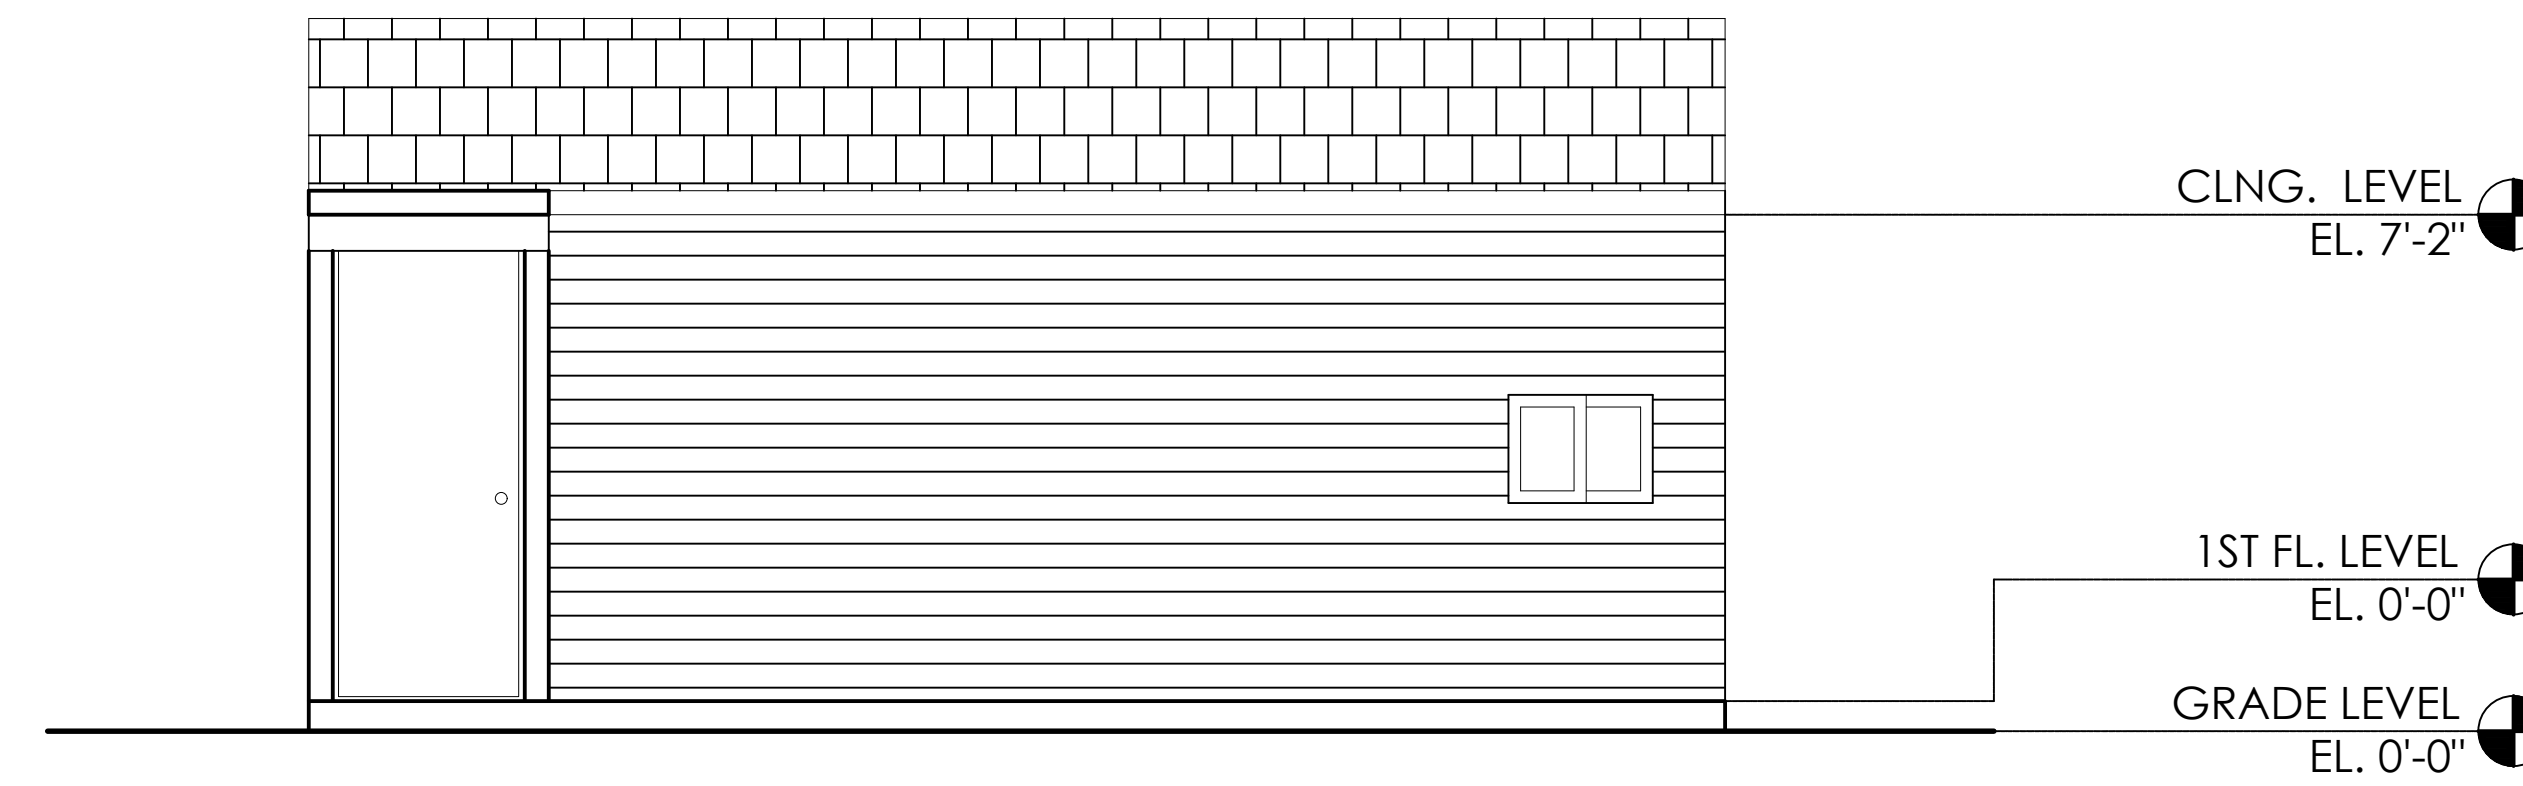 CLNG. LEVEL
EL. 7'-2"
1ST FL. LEVEL
EL. 0'-0"
GRADE LEVEL
EL. 0'-0"